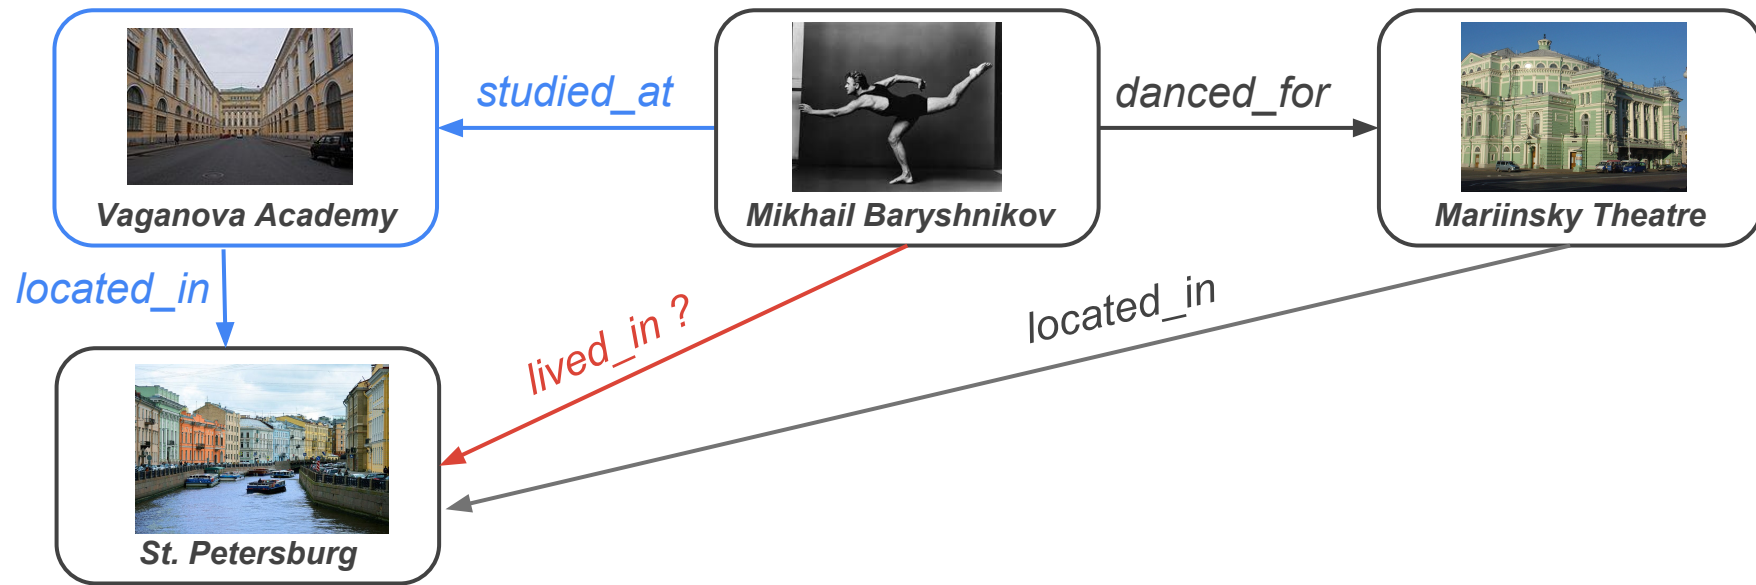 studied_at
danced_for
Vaganova Academy
Mikhail Baryshnikov
Mariinsky Theatre
located_in
lived_in ?
located_in
St. Petersburg